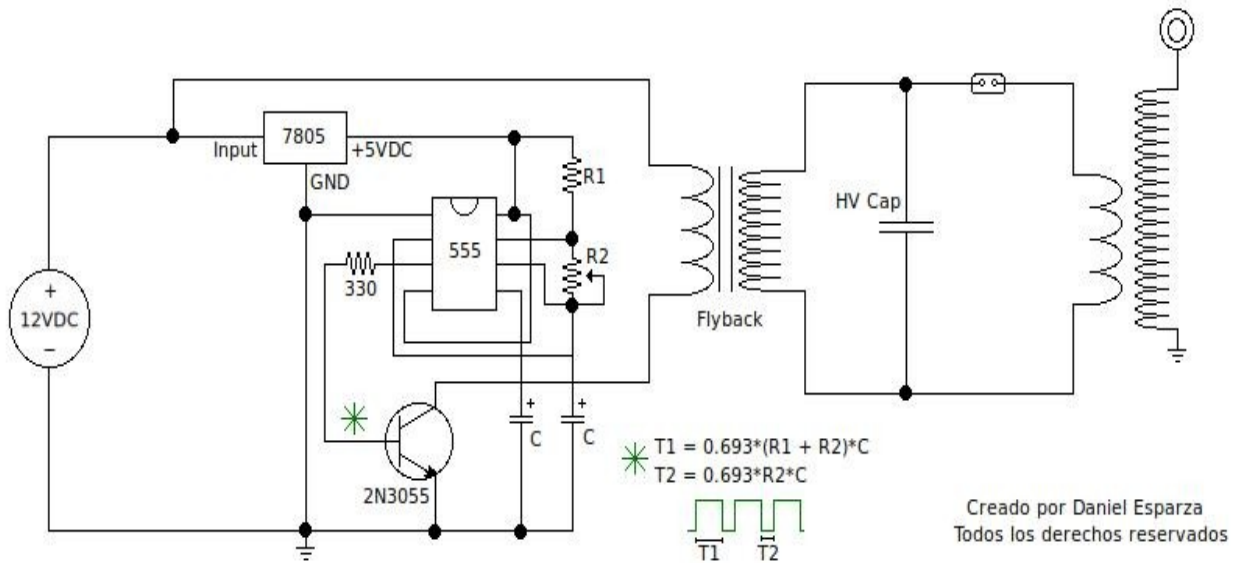 7805
Input
+5VDC
GND
R1
555
R2
330
+
12VDC
−
Flyback
HV Cap
+
C
+
C
2N3055
T1 = 0.693*(R1 + R2)*C
T2 = 0.693*R2*C
T1
T2
Creado por Daniel Esparza
Todos los derechos reservados